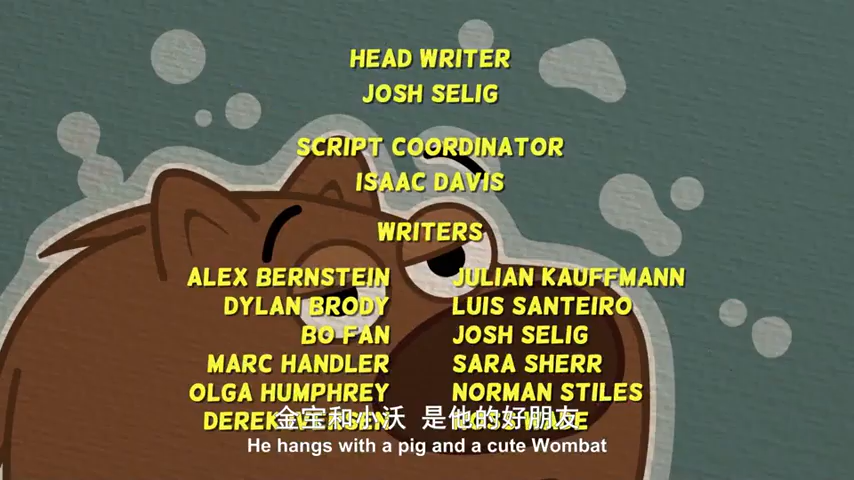 HEAD WRITER
JOSH SELIG
SCRIPT COORDINATOR
ISAAC DAVIS
WRITERS
ALEX BERNSTEIN JULIAN KAUFFMANN
DYLAN BRODY LUIS SANTEIRO
BO FAN JOSH SELIG
MARC HANDLER SARA SHERR
OLGA HUMPHREY NORMAN STILES
DEREK
金宝和小沃 是他的好朋友
He hangs with a pig and a cute Wombat